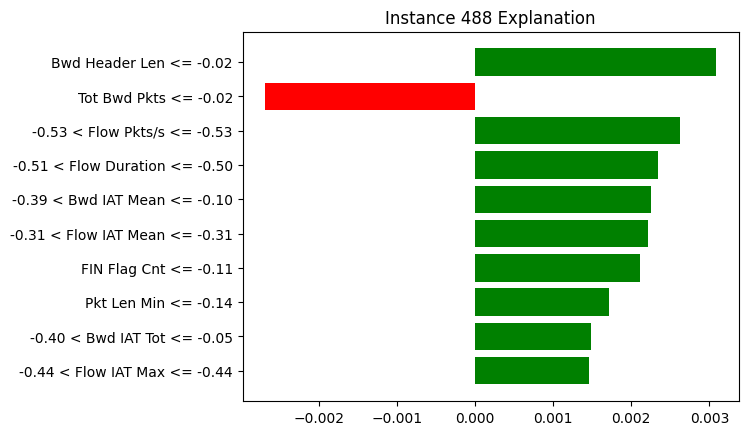 Instance 488 Explanation
Bwd Header Len <= -0.02
Tot Bwd Pkts <= -0.02
-0.53 < Flow Pkts/s <= -0.53
-0.51 < Flow Duration <= -0.50
-0.39 < Bwd IAT Mean <= -0.10
-0.31 < Flow IAT Mean <= -0.31
FIN Flag Cnt <= -0.11
Pkt Len Min <= -0.14
-0.40 < Bwd IAT Tot <= -0.05
-0.44 < Flow IAT Max <= -0.44
−0.002 −0.001 0.000 0.001 0.002 0.003